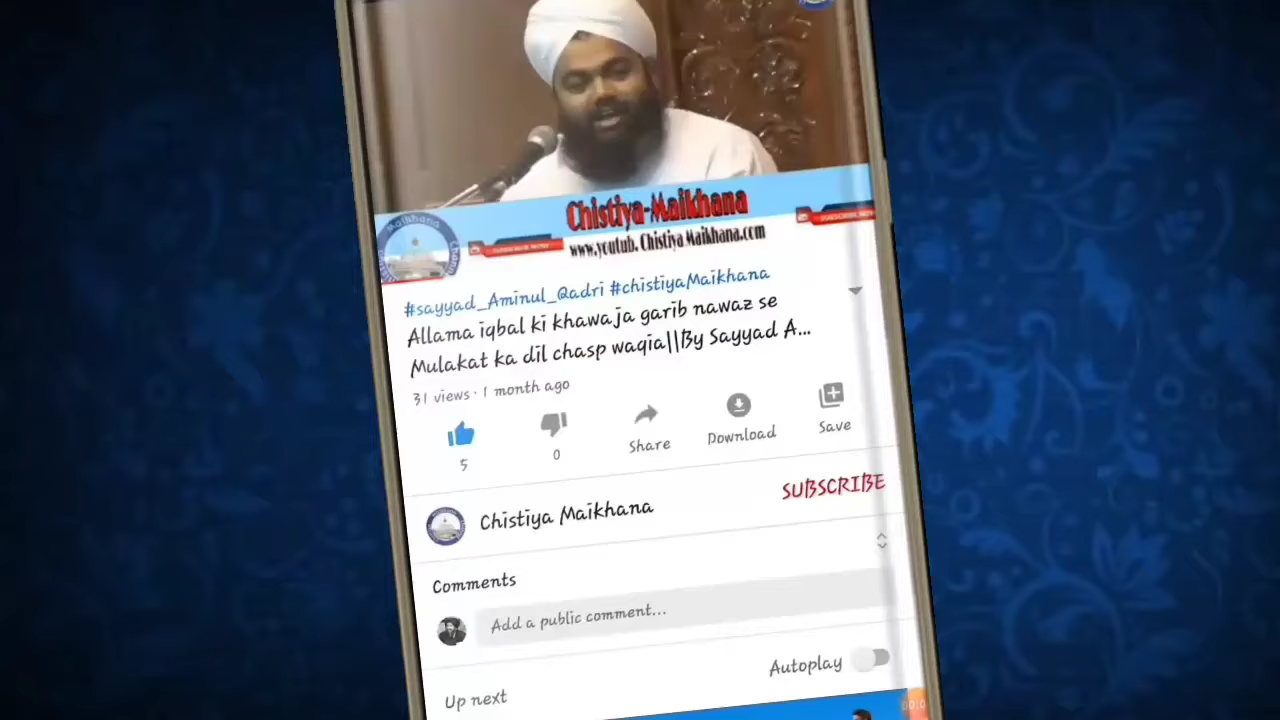 Chistiya-Maikhana
www.youtub.Chistiya Maikhana.com
#sayyad_Aminul_Qadri #chistiyaMaikhana
Allama iqbal ki khawaja garib nawaz se
Mulakat ka dil chasp waqia||By Sayyad A...
31 views · 1 month ago
5
0
Share
Download
Save
Chistiya Maikhana
SUBSCRIBE
Comments
Add a public comment...
Autoplay
Up next